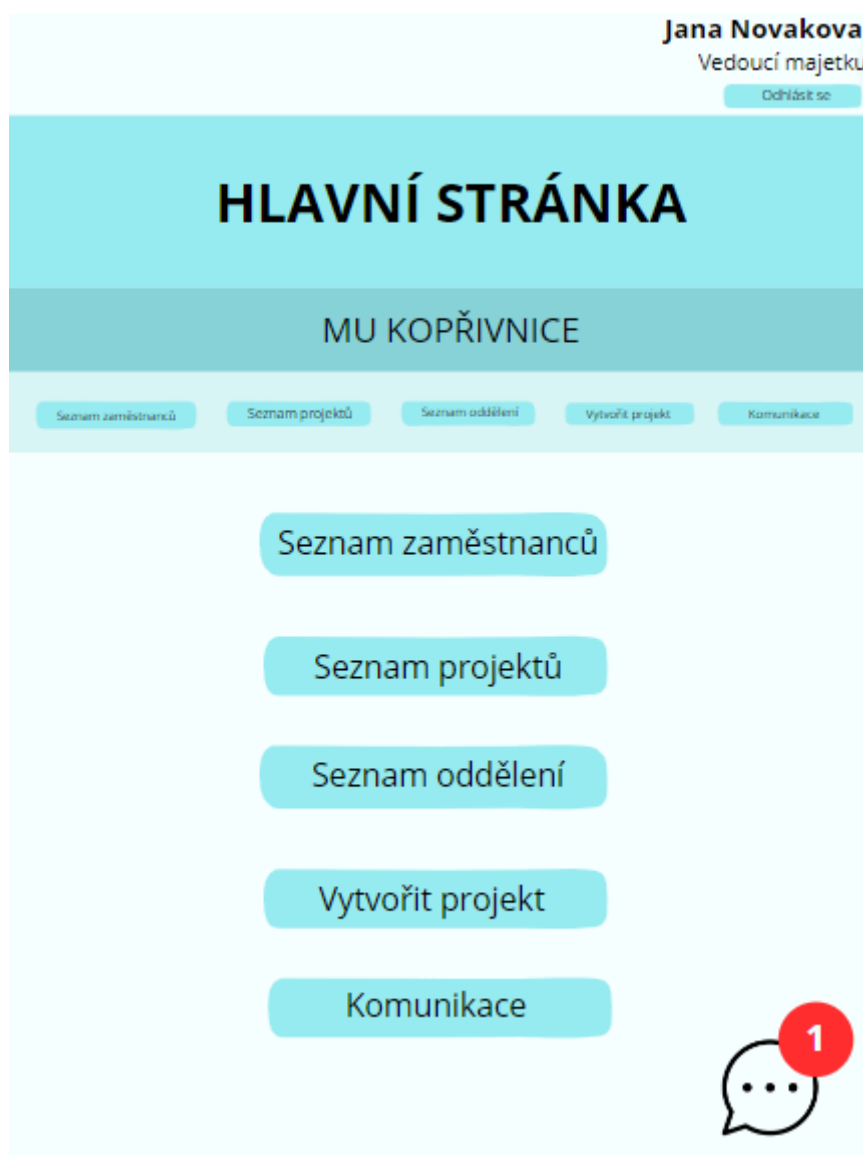 Jana Novakova
Vedoucí majetku
Odhlásit se
HLAVNÍ STRÁNKA
MU KOPŘIVNICE
Seznam zaměstnanců Seznam projektů Seznam oddělení Vytvořit projekt Komunikace
Seznam zaměstnanců
Seznam projektů
Seznam oddělení
Vytvořit projekt
Komunikace
1